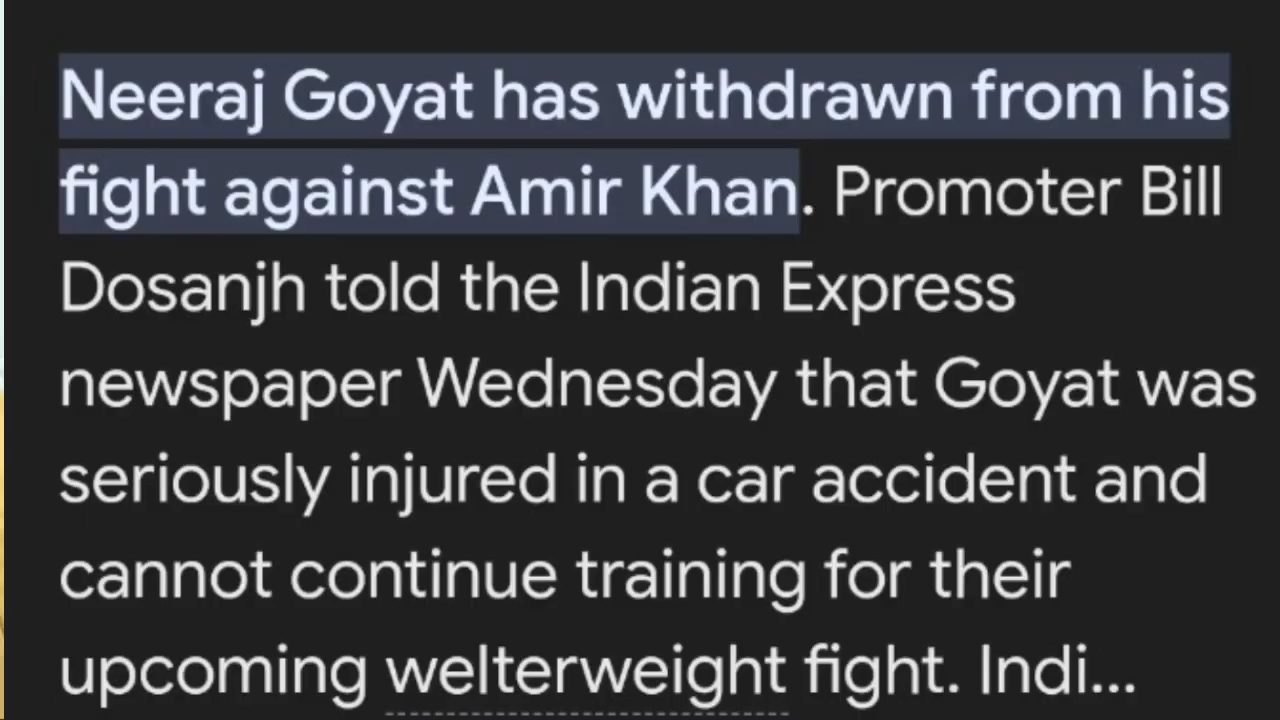 Neeraj Goyat has withdrawn from his
fight against Amir Khan. Promoter Bill
Dosanjh told the Indian Express
newspaper Wednesday that Goyat was
seriously injured in a car accident and
cannot continue training for their
upcoming welterweight fight. Indi...